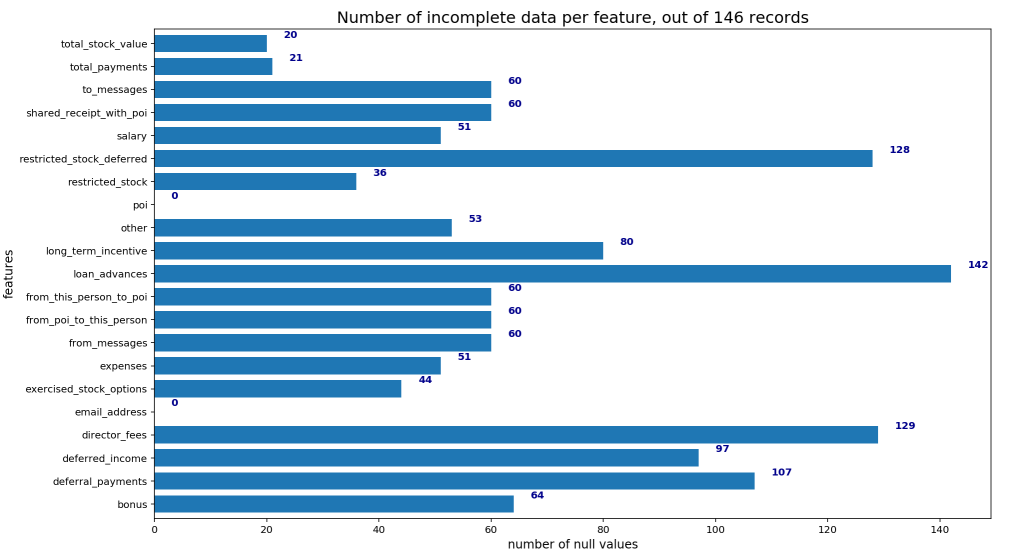 Number of incomplete data per feature, out of 146 records
total_stock_value 20
total_payments 21
to_messages 60
shared_receipt_with_poi 60
salary 51
restricted_stock_deferred 128
restricted_stock 36
poi 0
other 53
long_term_incentive 80
loan_advances 142
from_this_person_to_poi 60
from_poi_to_this_person 60
from_messages 60
expenses 51
exercised_stock_options 44
email_address 0
director_fees 129
deferred_income 97
deferral_payments 107
bonus 64
features
0 20 40 60 80 100 120 140
number of null values